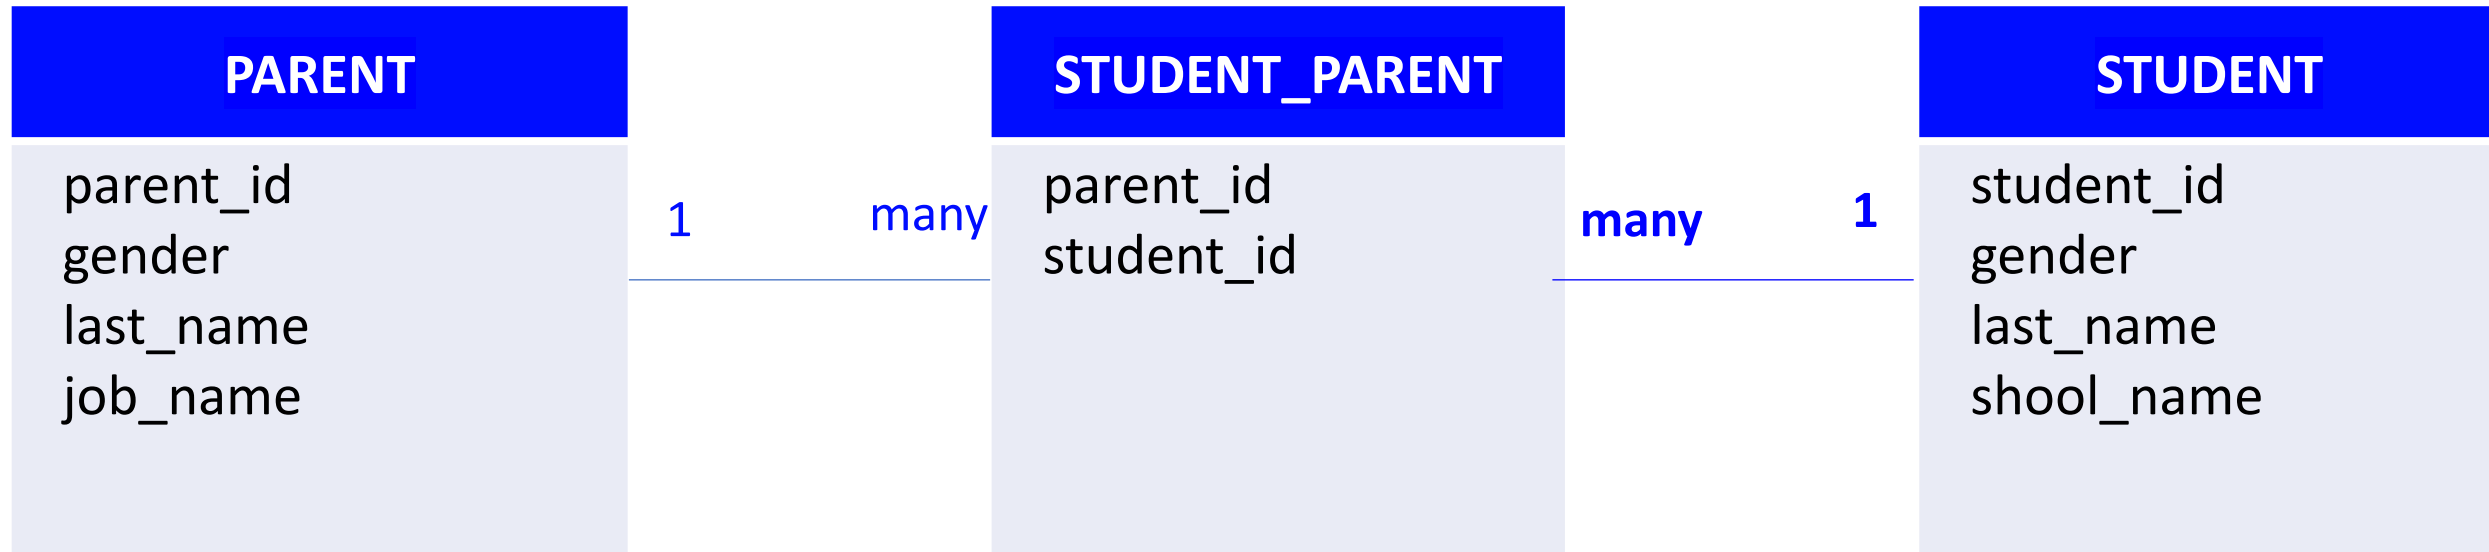 PARENT
parent_id
gender
last_name
job_name
1
many
STUDENT_PARENT
parent_id
student_id
many
1
STUDENT
student_id
gender
last_name
shool_name